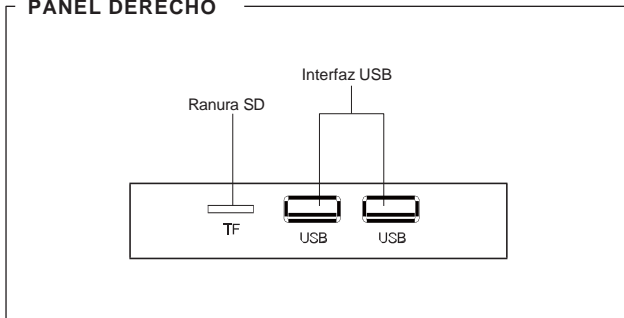 PANEL DERECHO
Interfaz USB
Ranura SD
TF
USB
USB